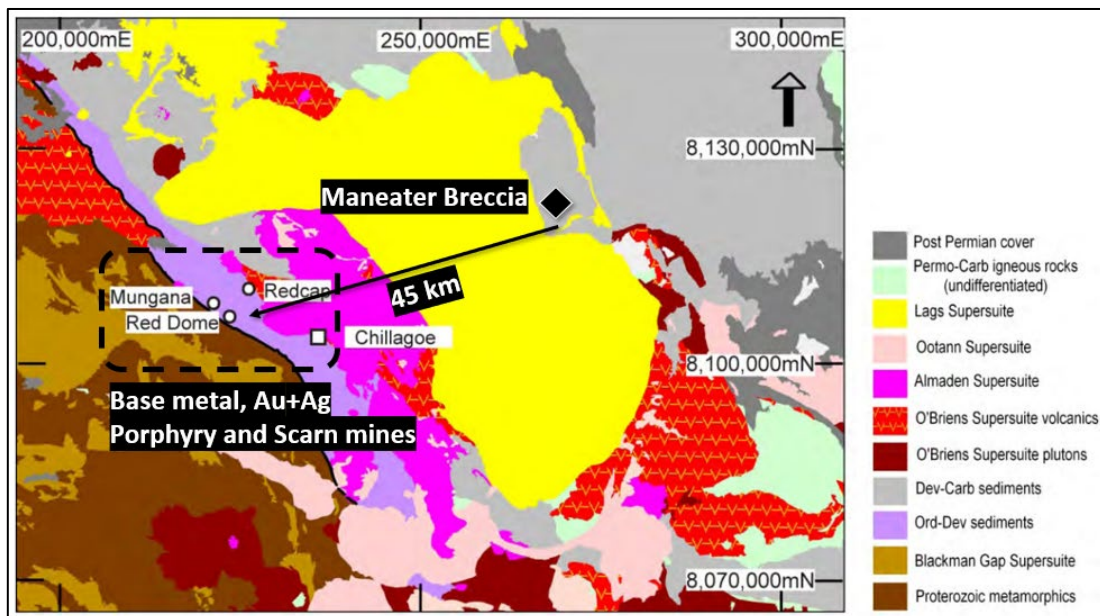 200,000mE
250,000mE
300,000mE
8,130,000mN
Maneater Breccia
45 km
Mungana
Redcap
Red Dome
Chillagoe
8,100,000mN
Base metal, Au+Ag
Porphyry and Scarn mines
8,070,000mN
Post Permian cover
Permo-Carb igneous rocks
(undifferentiated)
Lags Supersuite
Ootann Supersuite
Almaden Supersuite
O'Briens Supersuite volcanics
O'Briens Supersuite plutons
Dev-Carb sediments
Ord-Dev sediments
Blackman Gap Supersuite
Proterozoic metamorphics